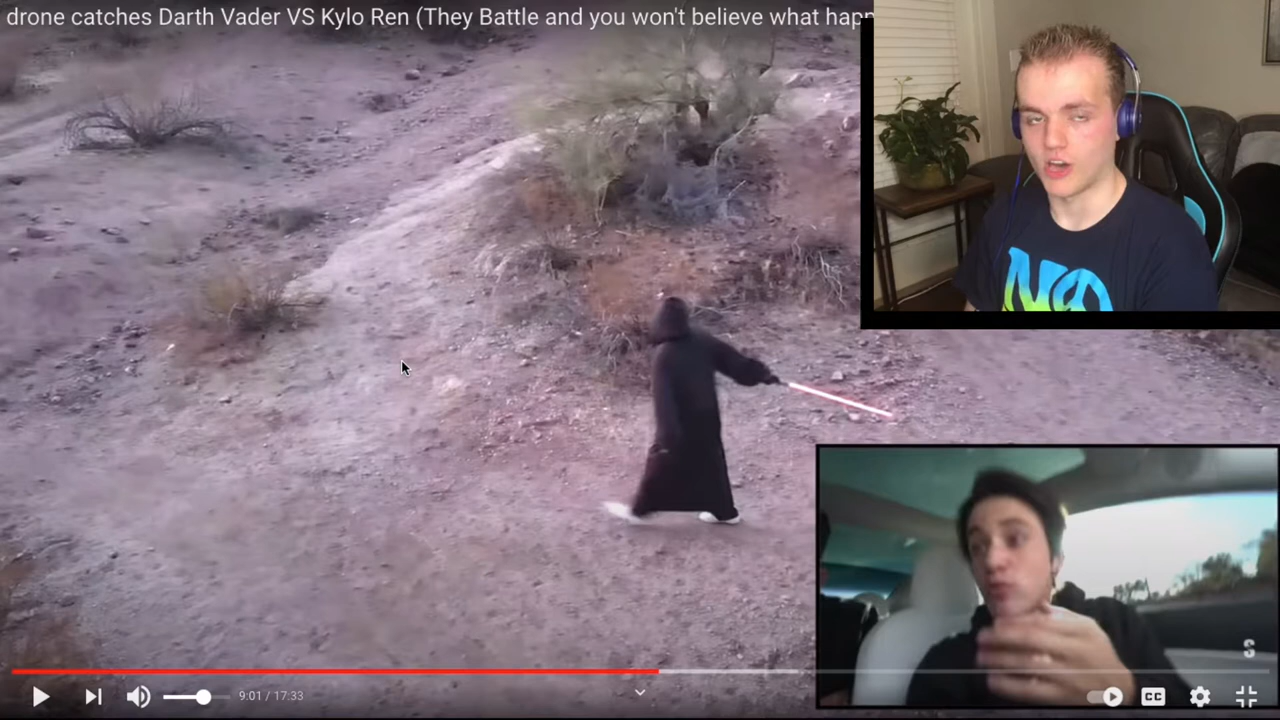 drone catches Darth Vader VS Kylo Ren (They Battle and you won't believe what happ
9:01 / 17:33
CC
S